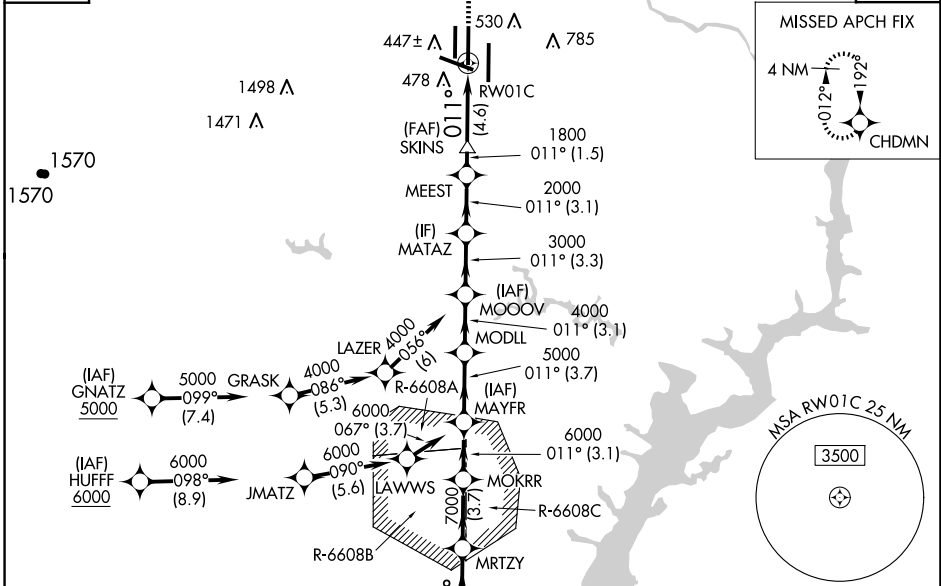 530
447±
785
478
RW01C
1498
1471
011°
(4.6)
(FAF)
SKINS
1800
011° (1.5)
1570
1570
MEEST
2000
011° (3.1)
(IF)
MATAZ
3000
011° (3.3)
(IAF)
MOOOV
4000
011° (3.1)
MODLL
LAZER
4000
056°
(6)
5000
011° (3.7)
(IAF)
GNATZ
5000
5000
099°
(7.4)
GRASK
4000
086°
(5.3)
R-6608A
(IAF)
MAYFR
6000
067° (3.7)
6000
011° (3.1)
(IAF)
HUFFF
6000
6000
098°
(8.9)
JMATZ
6000
090°
(5.6)
LAWWS
MOKRR
7000
(3.7)
R-6608C
R-6608B
MRTZY
MISSED APCH FIX
4 NM
012°
192°
CHDMN
MSA RW01C 25 NM
3500